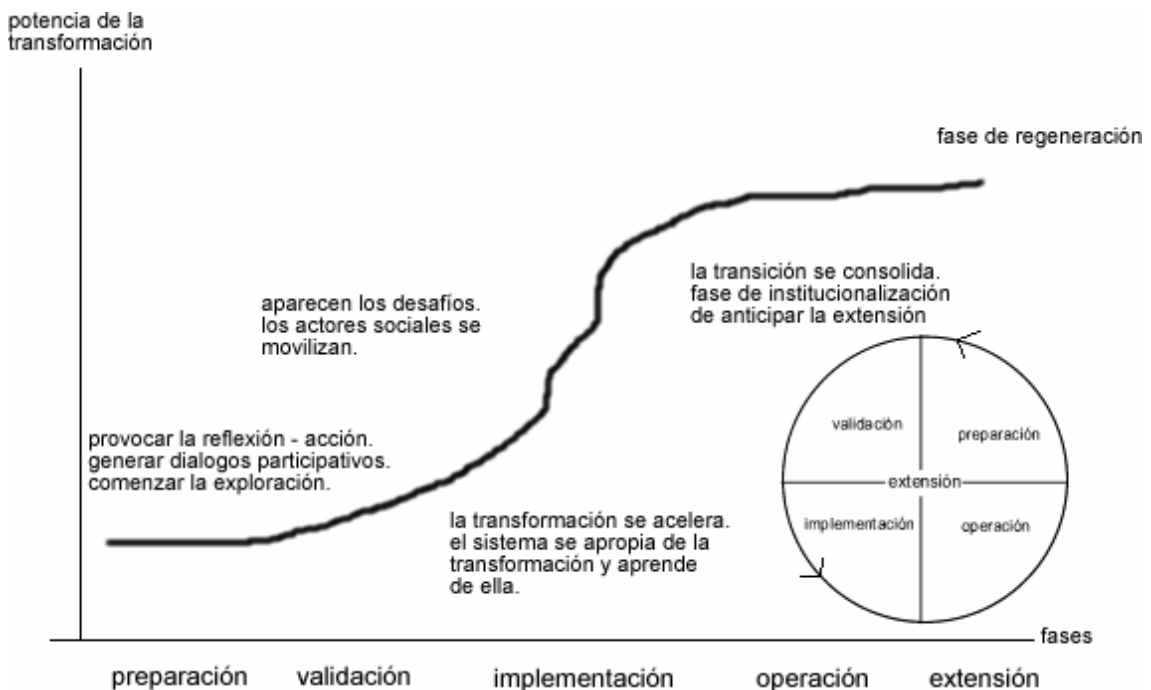 potencia de la
transformación
fase de regeneración
la transición se consolida.
fase de institucionalización
de anticipar la extensión
aparecen los desafíos.
los actores sociales se
movilizan.
provocar la reflexión - acción.
generar dialogos participativos.
comenzar la exploración.
la transformación se acelera.
el sistema se apropia de la
transformación y aprende
de ella.
validación
preparación
extensión
implementación
operación
fases
preparación
validación
implementación
operación
extensión